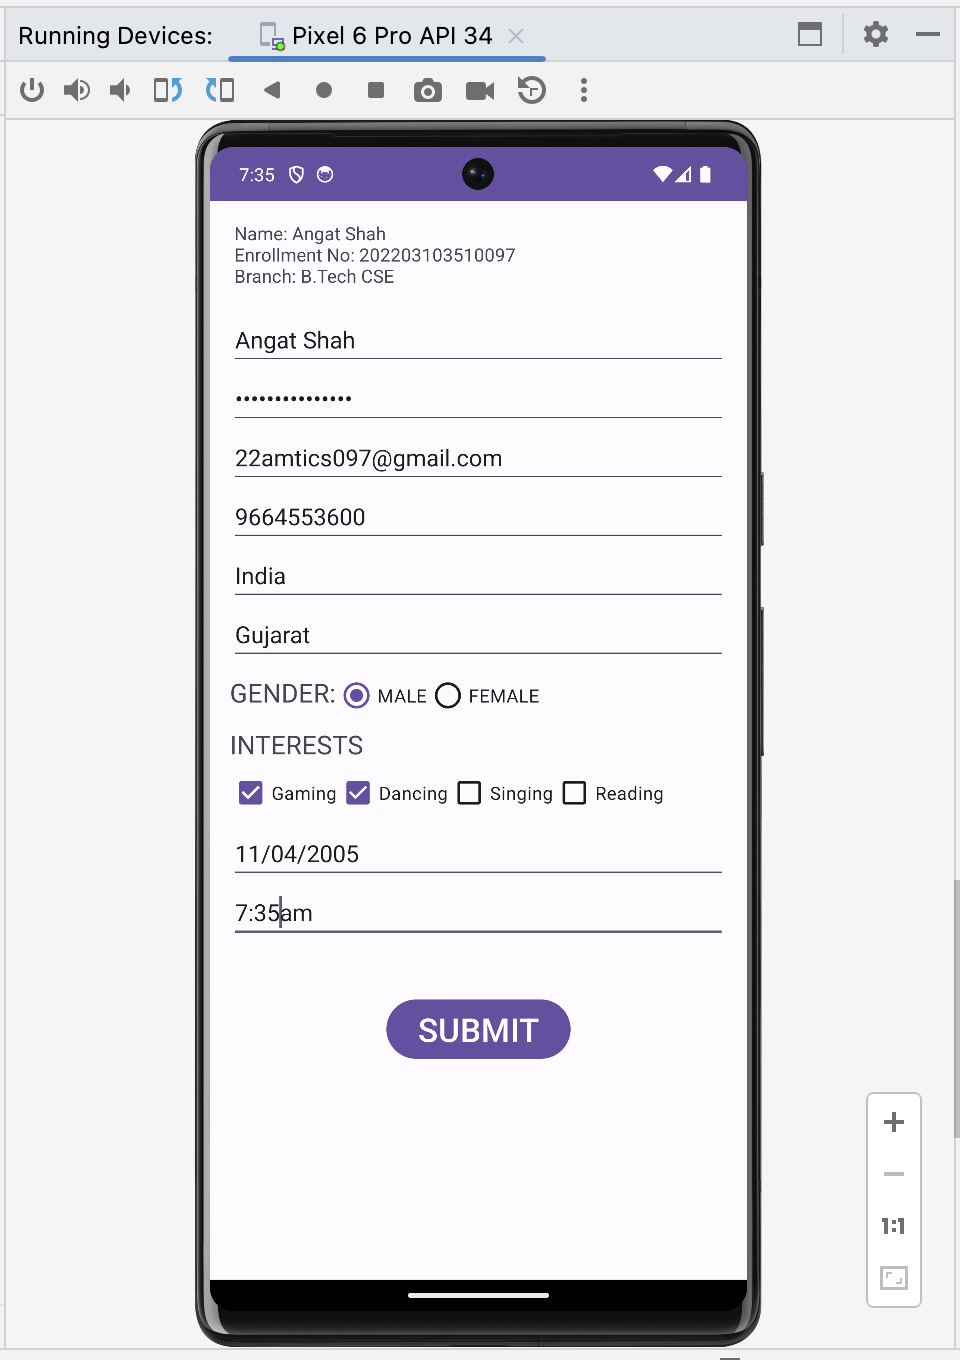 Running Devices: Pixel 6 Pro API 34
7:35
Name: Angat Shah
Enrollment No: 202203103510097
Branch: B.Tech CSE
Angat Shah
•••••••••••••••
22amtics097@gmail.com
9664553600
India
Gujarat
GENDER: MALE FEMALE
INTERESTS
Gaming Dancing Singing Reading
11/04/2005
7:35am
SUBMIT
1:1